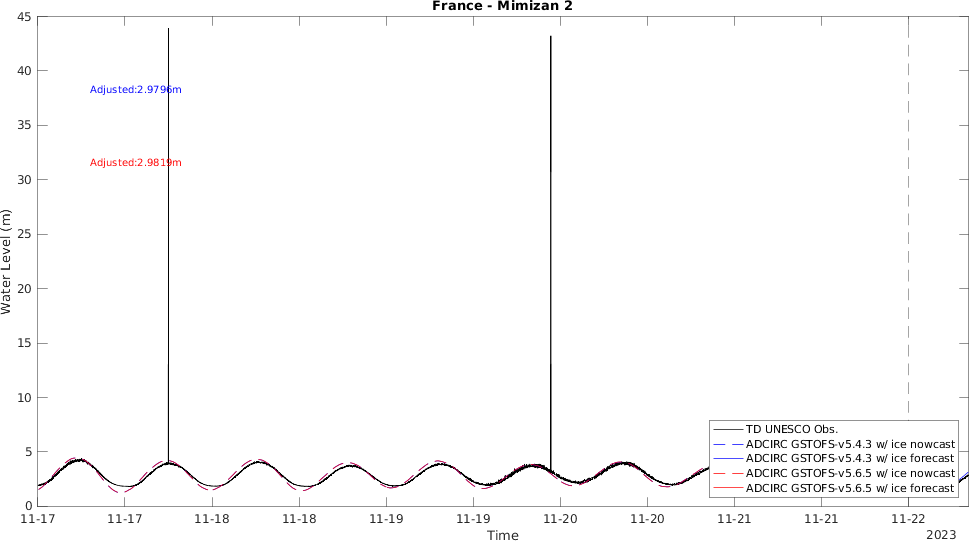 France - Mimizan 2
45
40
35
30
25
20
15
10
5
0
Water Level (m)
Adjusted:2.9796m
Adjusted:2.9819m
TD UNESCO Obs.
ADCIRC GSTOFS-v5.4.3 w/ ice nowcast
ADCIRC GSTOFS-v5.4.3 w/ ice forecast
ADCIRC GSTOFS-v5.6.5 w/ ice nowcast
ADCIRC GSTOFS-v5.6.5 w/ ice forecast
11-17 11-17 11-18 11-18 11-19 11-19 11-20 11-20 11-21 11-21 11-22
Time
2023